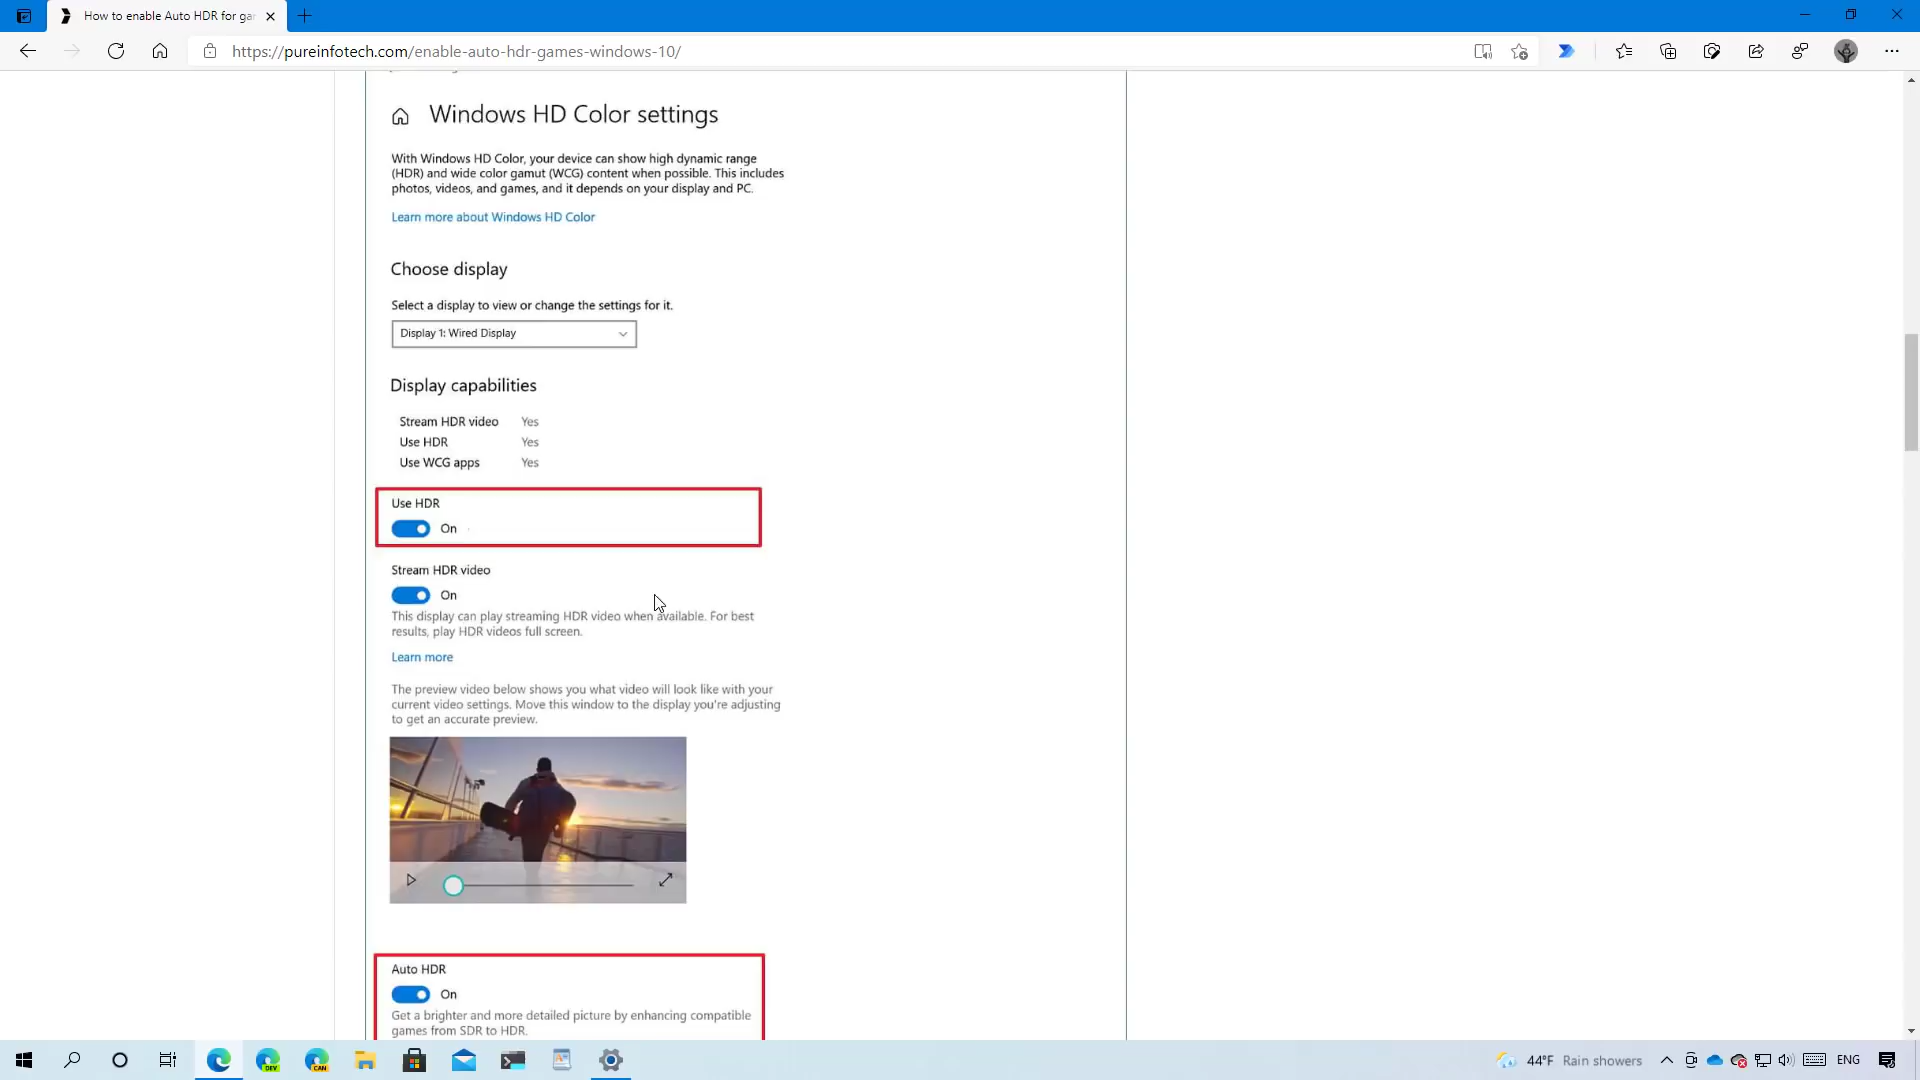 How to enable Auto HDR for gar
https://pureinfotech.com/enable-auto-hdr-games-windows-10/
Windows HD Color settings
With Windows HD Color, your device can show high dynamic range
(HDR) and wide color gamut (WCG) content when possible. This includes
photos, videos, and games, and it depends on your display and PC.
Learn more about Windows HD Color
Choose display
Select a display to view or change the settings for it.
Display 1: Wired Display
Display capabilities
Stream HDR video Yes
Use HDR Yes
Use WCG apps Yes
Use HDR
On
Stream HDR video
On
This display can play streaming HDR video when available. For best
results, play HDR videos full screen.
Learn more
The preview video below shows you what video will look like with your
current video settings. Move this window to the display you're adjusting
to get an accurate preview.
Auto HDR
On
Get a brighter and more detailed picture by enhancing compatible
games from SDR to HDR.
DEV
CAN
44°F Rain showers
ENG